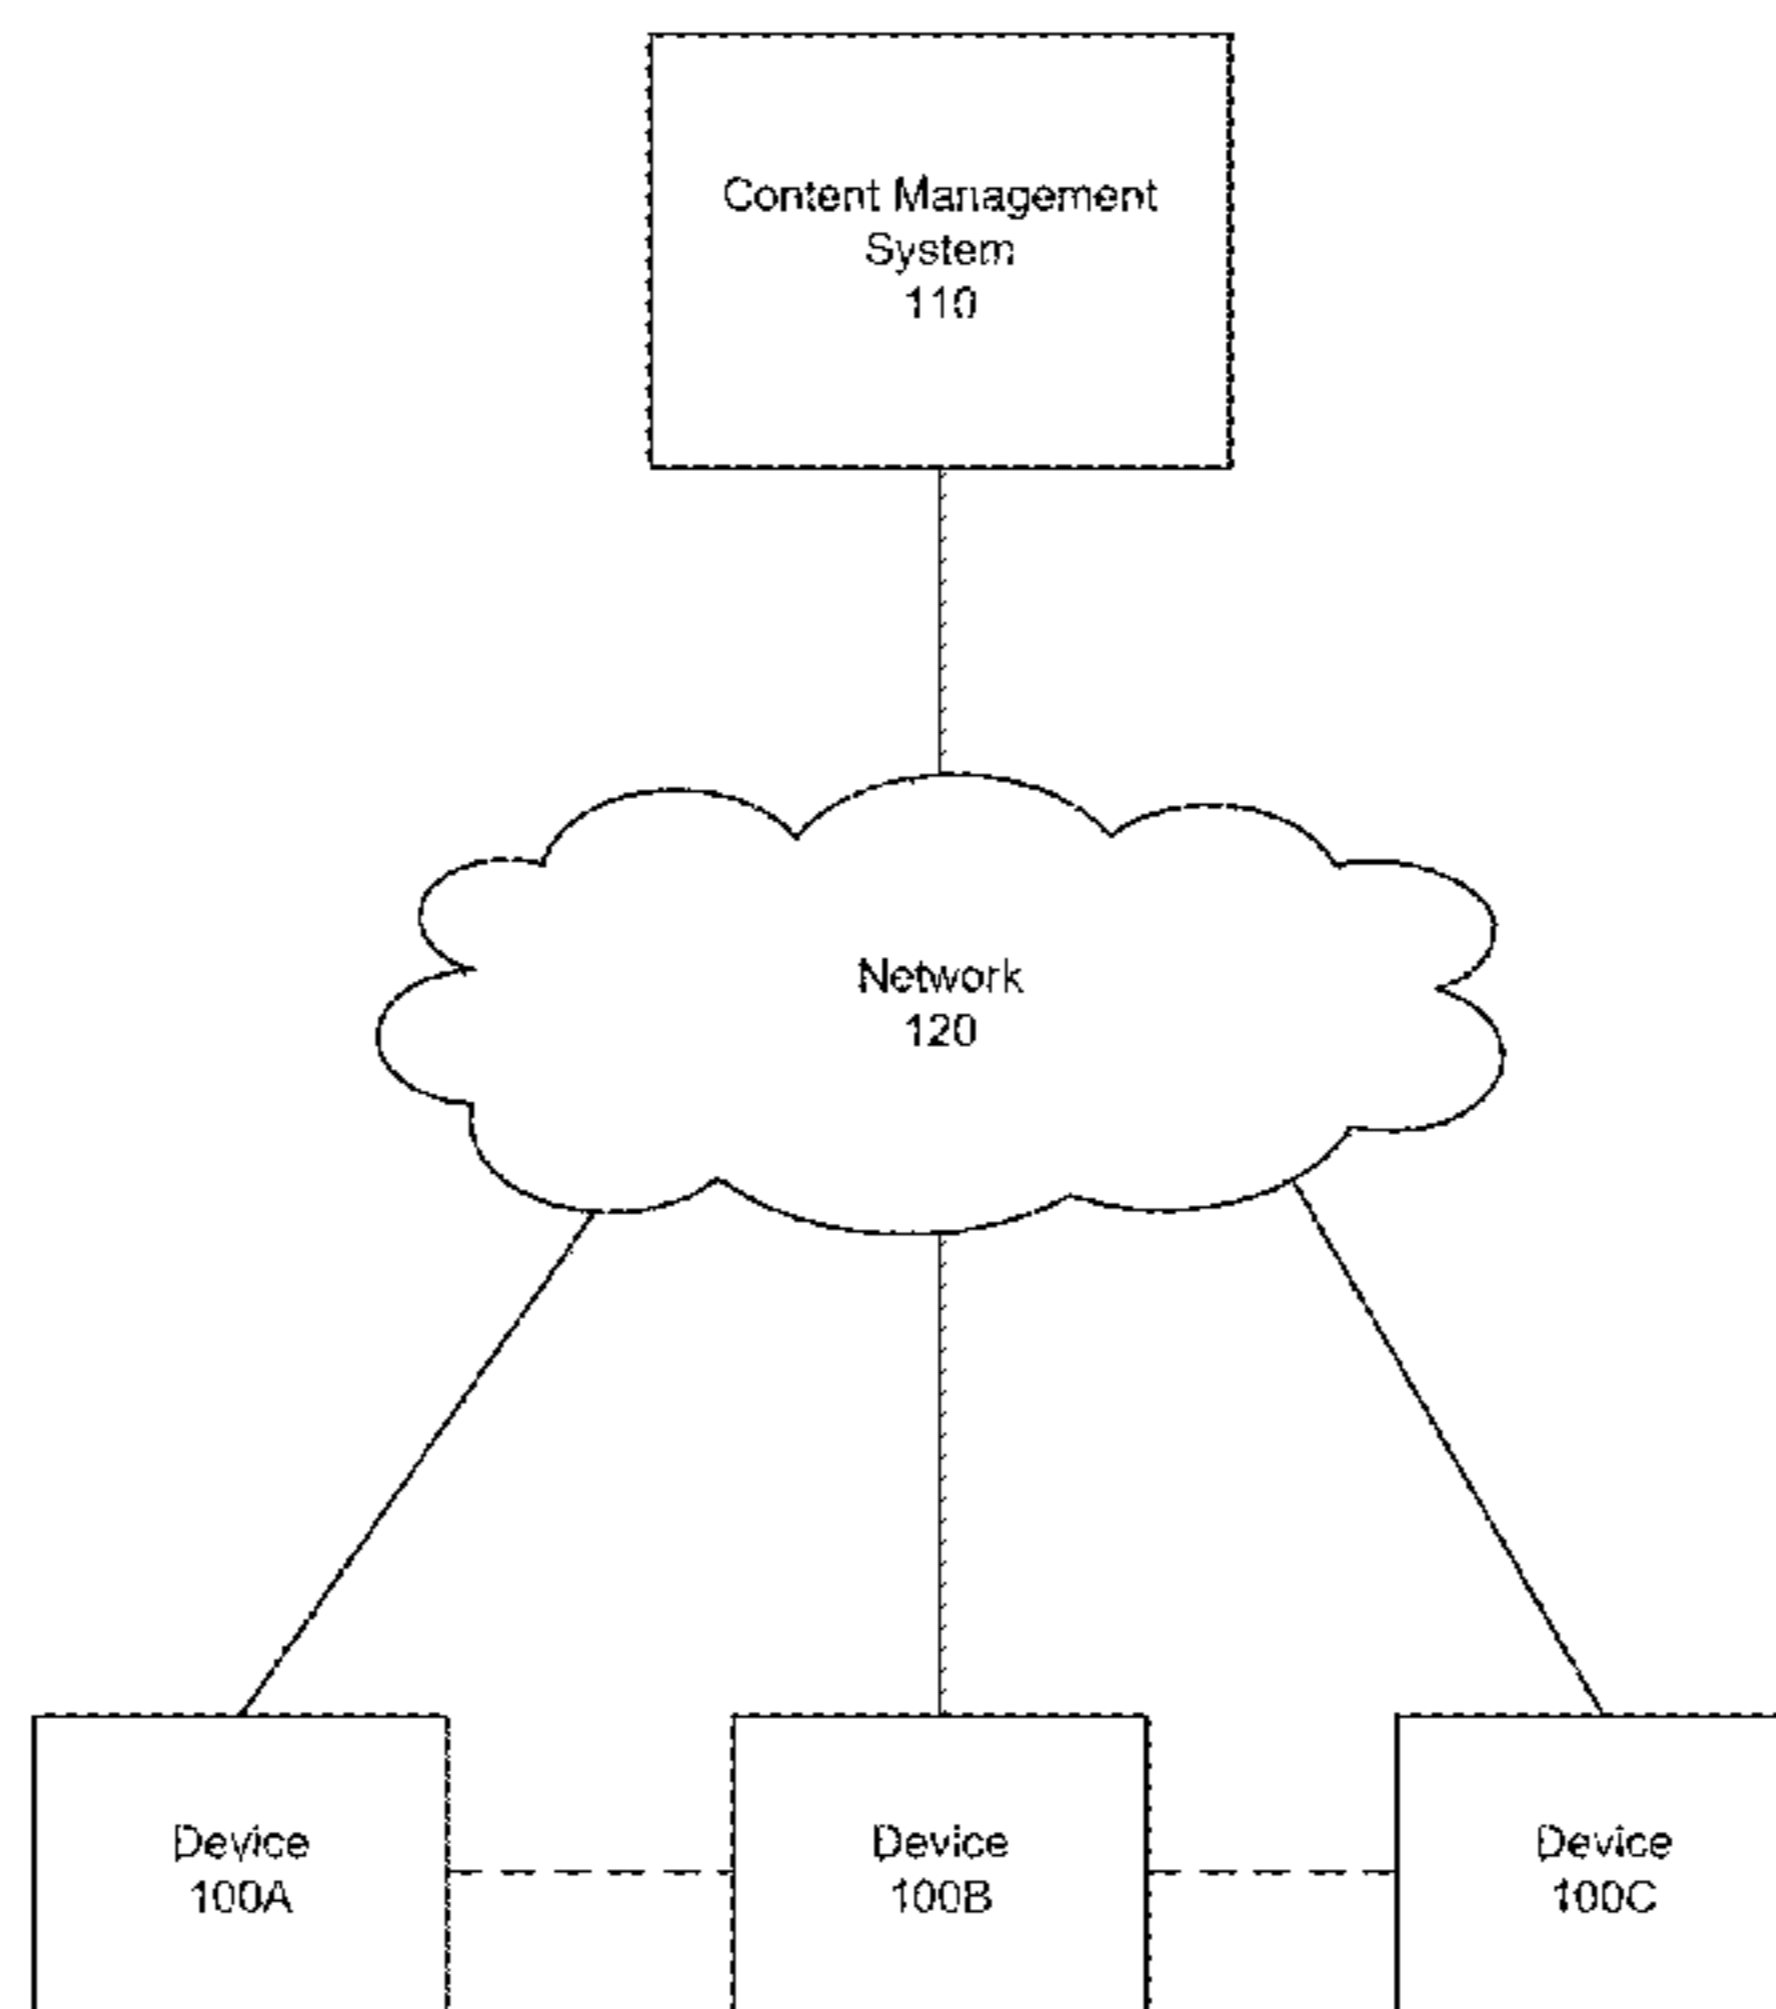 Content Management
System
110
Network
120
Device
100A
Device
100B
Device
100C